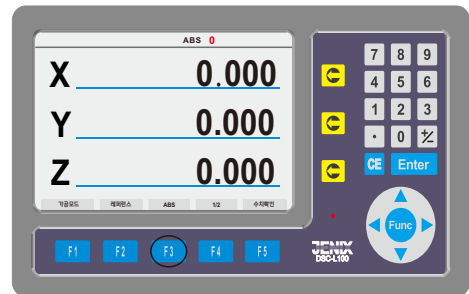 ABS 0
X 0.000
Y 0.000
Z 0.000
가공모드 레퍼런스 ABS 1/2 수치확인
F1 F2 F3 F4 F5
7 8 9
4 5 6
1 2 3
· 0 +/-
CE Enter
Func
JENIX
DSC-L100